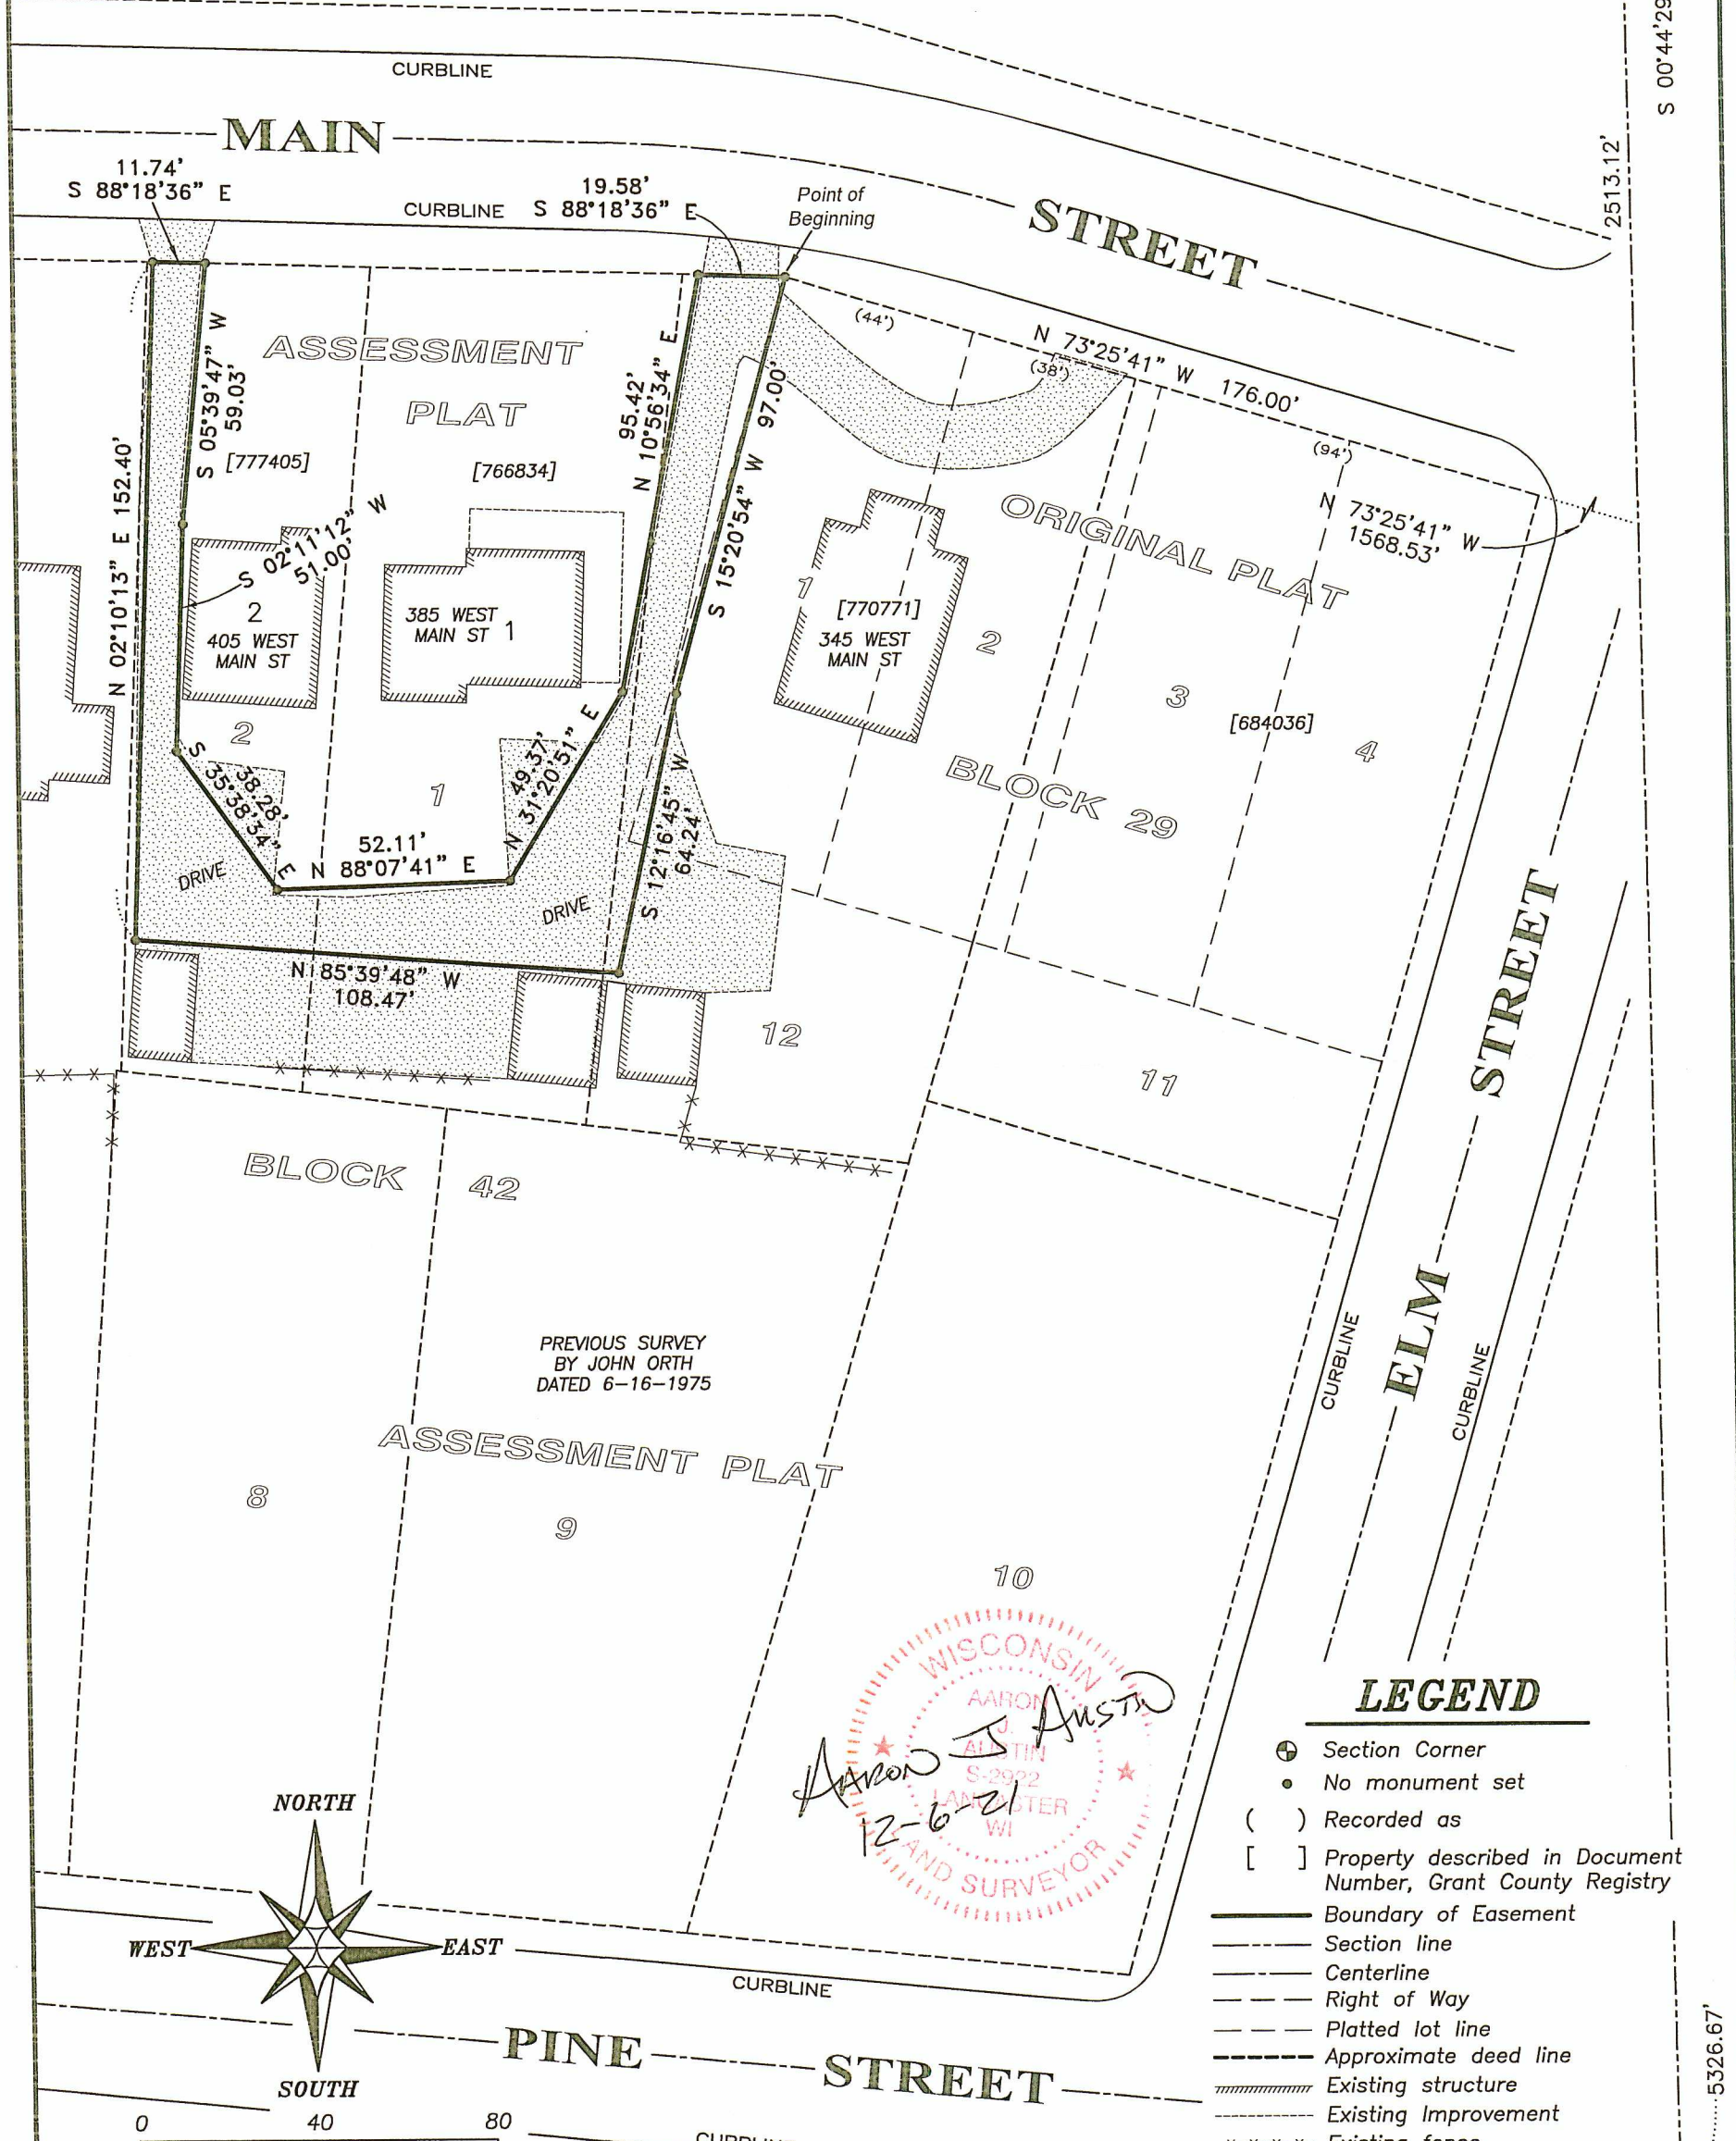 S 00°44'29
CURBLINE
MAIN
STREET
2513.12'
11.74'
S 88°18'36" E
CURBLINE
19.58'
S 88°18'36" E
Point of
Beginning
(44')
N 73°25'41" W 176.00'
(38')
(94')
N 73°25'41" W
1568.53'
ASSESSMENT
PLAT
[777405]
[766834]
N 02°10'13" E 152.40'
S 05°39'47" W
59.03'
S 02°11'12" W
51.00'
95.42'
N 10°56'34" E
S 15°20'54" W 97.00'
ORIGINAL PLAT
2
405 WEST
MAIN ST
385 WEST
MAIN ST 1
1
[770771]
345 WEST
MAIN ST
2
3
[684036]
4
BLOCK 29
2
1
38.28'
S 35°38'34" E
49.37'
N 31°20'51" E
S 12°16'45" W
64.24'
52.11'
N 88°07'41" E
DRIVE
DRIVE
N 85°39'48" W
108.47'
12
11
STREET
ELM
BLOCK 42
CURBLINE
CURBLINE
PREVIOUS SURVEY
BY JOHN ORTH
DATED 6-16-1975
ASSESSMENT PLAT
8
9
10
WISCONSIN
AARON
J.
AUSTIN
S-2922
LANCASTER
WI
LAND SURVEYOR
AARON J AUSTIN
12-6-21
LEGEND
Section Corner
No monument set
( ) Recorded as
[ ] Property described in Document
Number, Grant County Registry
Boundary of Easement
Section line
Centerline
Right of Way
Platted lot line
Approximate deed line
Existing structure
Existing Improvement
Existing fence
5326.67'
NORTH
WEST
EAST
SOUTH
CURBLINE
PINE STREET
0 40 80
CURBLINE